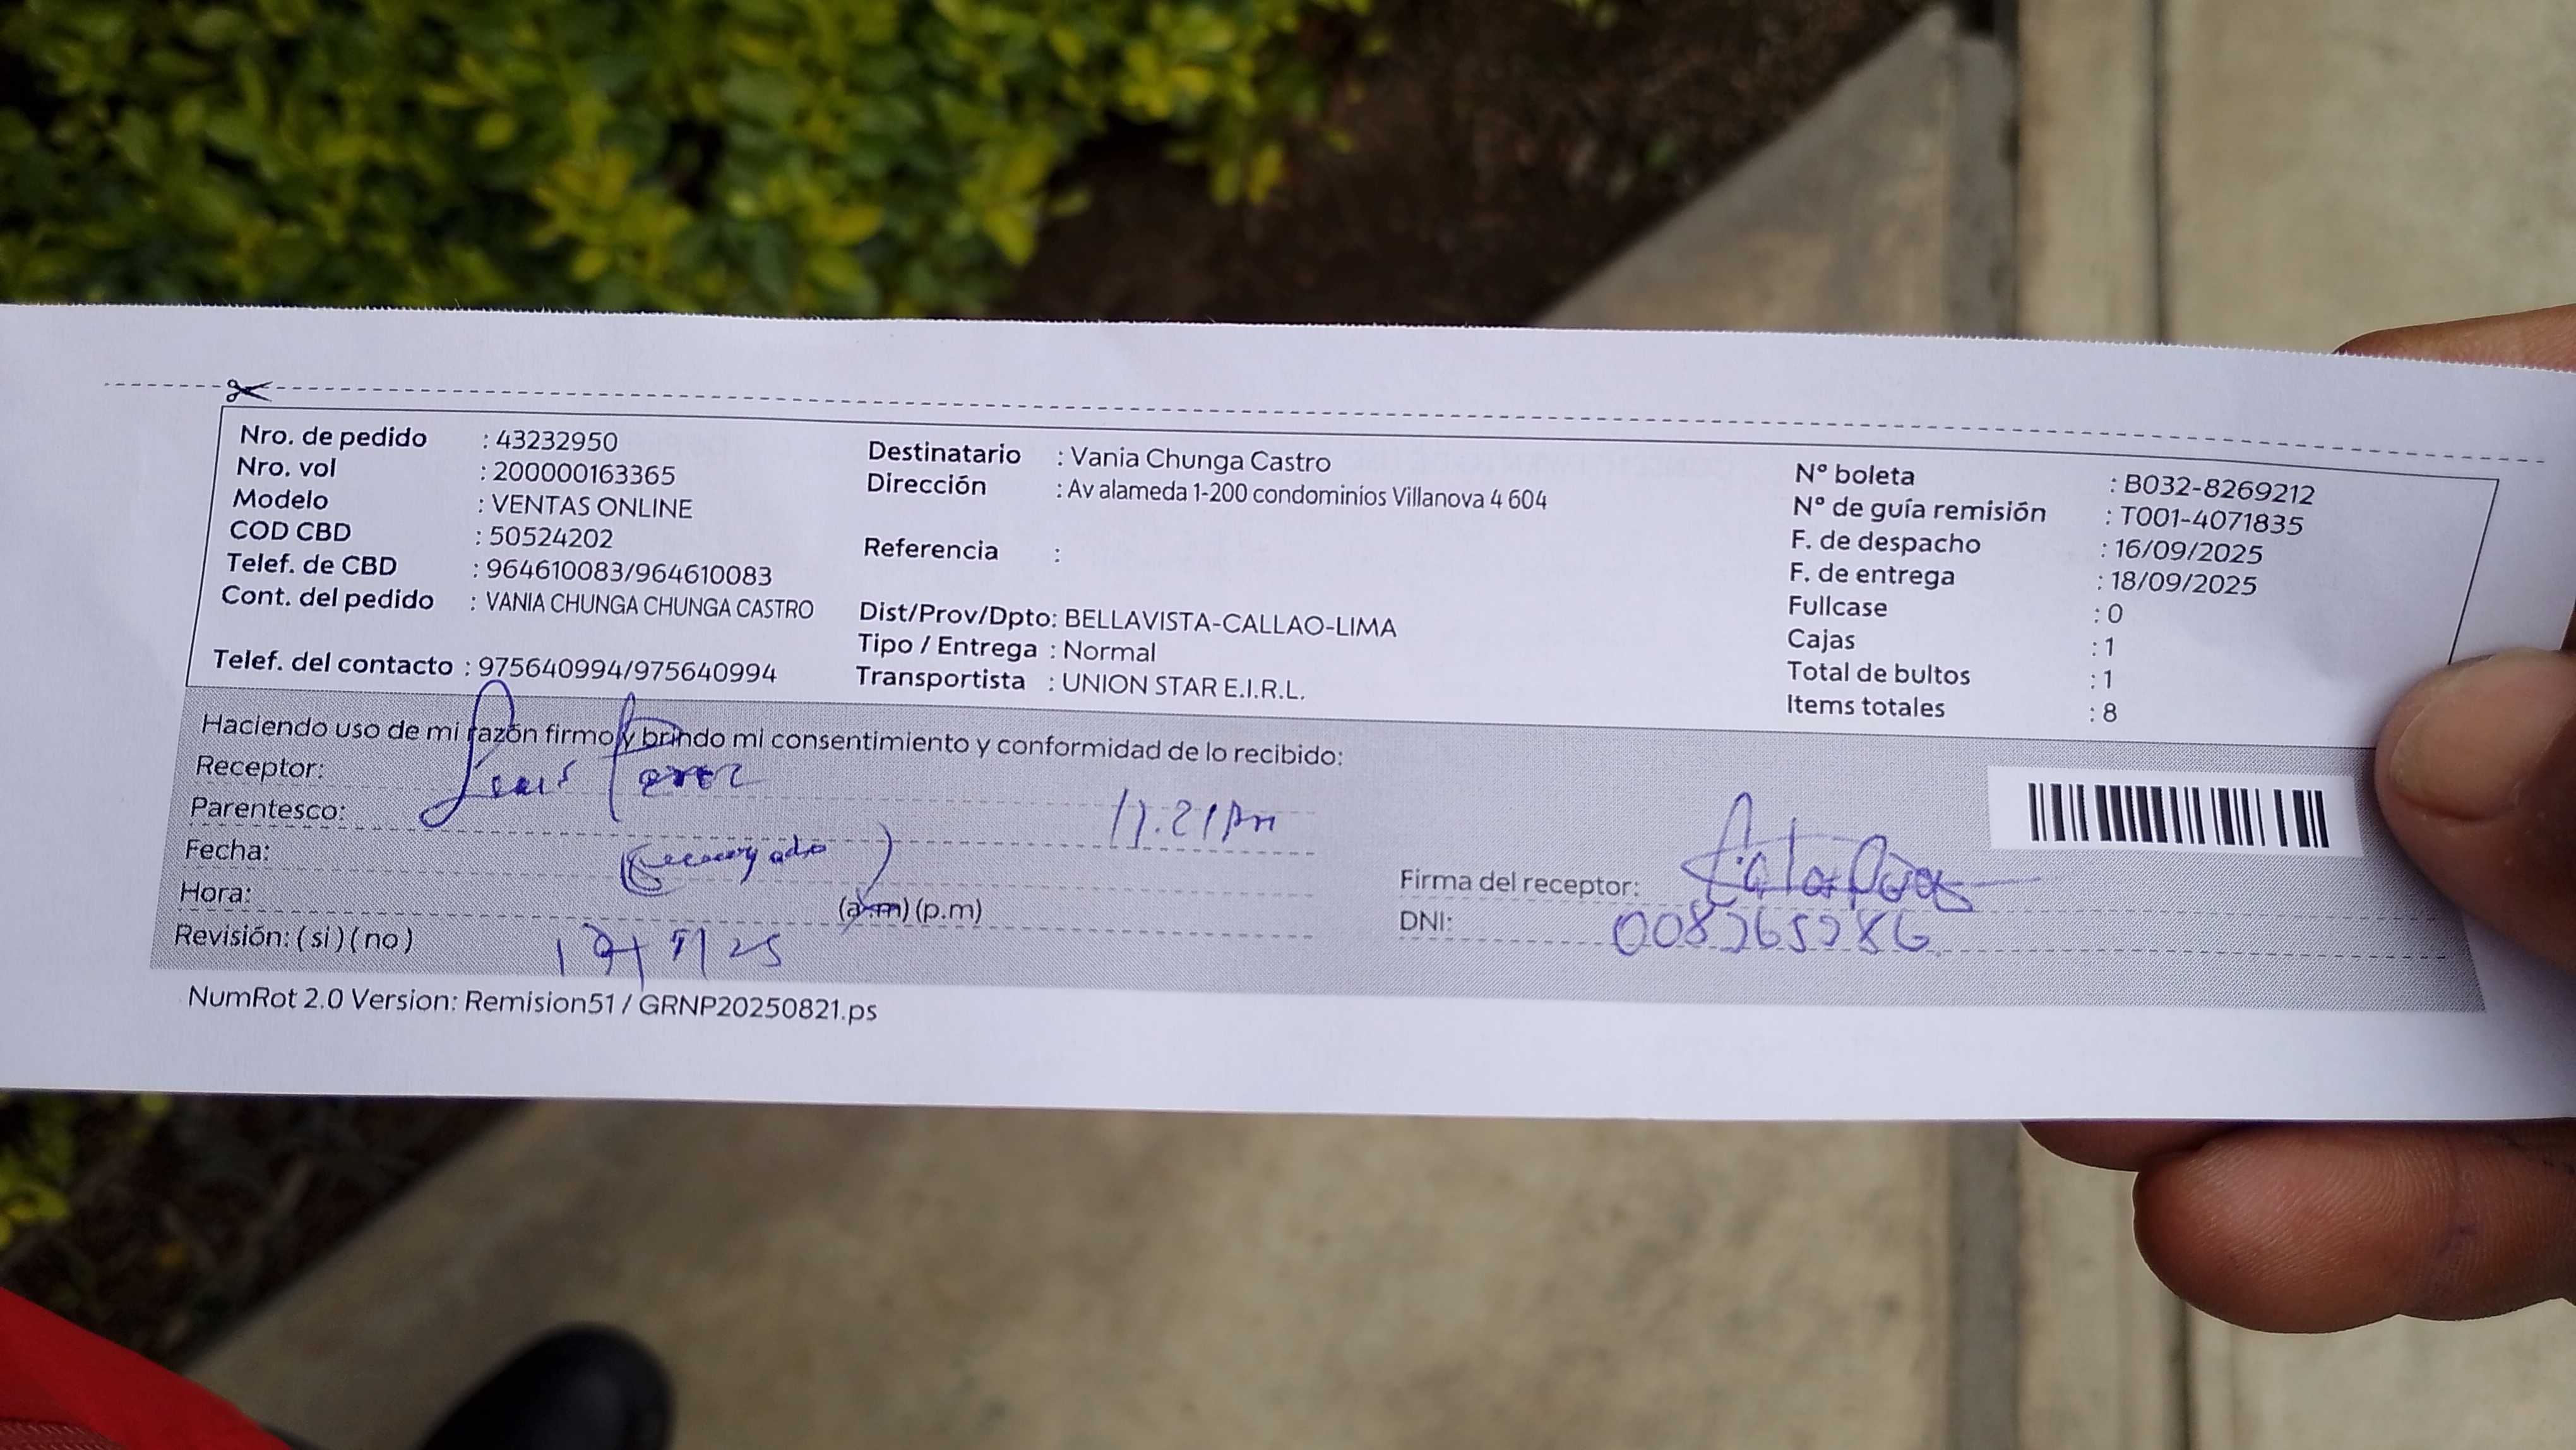 Nro. de pedido : 43232950
Nro. vol : 200000163365
Modelo : VENTAS ONLINE
COD CBD : 50524202
Telef. de CBD : 964610083/964610083
Cont. del pedido : VANIA CHUNGA CHUNGA CASTRO
Telef. del contacto : 975640994/975640994
Destinatario : Vania Chunga Castro
Dirección : Av alameda 1-200 condominios Villanova 4 604
Referencia :
Dist/Prov/Dpto: BELLAVISTA-CALLAO-LIMA
Tipo / Entrega : Normal
Transportista : UNION STAR E.I.R.L.
N° boleta : B032-8269212
N° de guía remisión : T001-4071835
F. de despacho : 16/09/2025
F. de entrega : 18/09/2025
Fullcase : 0
Cajas : 1
Total de bultos : 1
Items totales : 8
Haciendo uso de mi razón firmo y brindo mi consentimiento y conformidad de lo recibido:
Receptor: Luis Perez
Parentesco:
Fecha:
Hora: (a.m) (p.m)
Revisión: ( si ) ( no )
Firma del receptor:
DNI:
NumRot 2.0 Version: Remision51 / GRNP20250821.ps